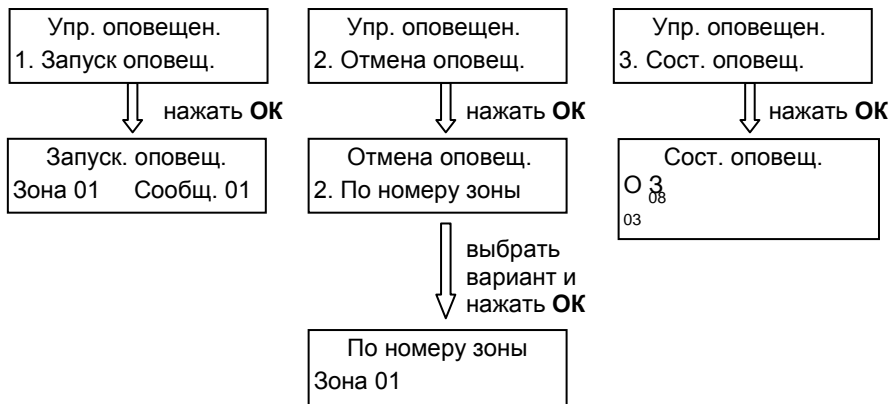 Упр. оповещен.
1. Запуск оповещ.
нажать ОК
Запуск. оповещ.
Зона 01 Сообщ. 01
Упр. оповещен.
2. Отмена оповещ.
нажать ОК
Отмена оповещ.
2. По номеру зоны
выбрать
вариант и
нажать ОК
По номеру зоны
Зона 01
Упр. оповещен.
3. Сост. оповещ.
нажать ОК
Сост. оповещ.
О З
08
03